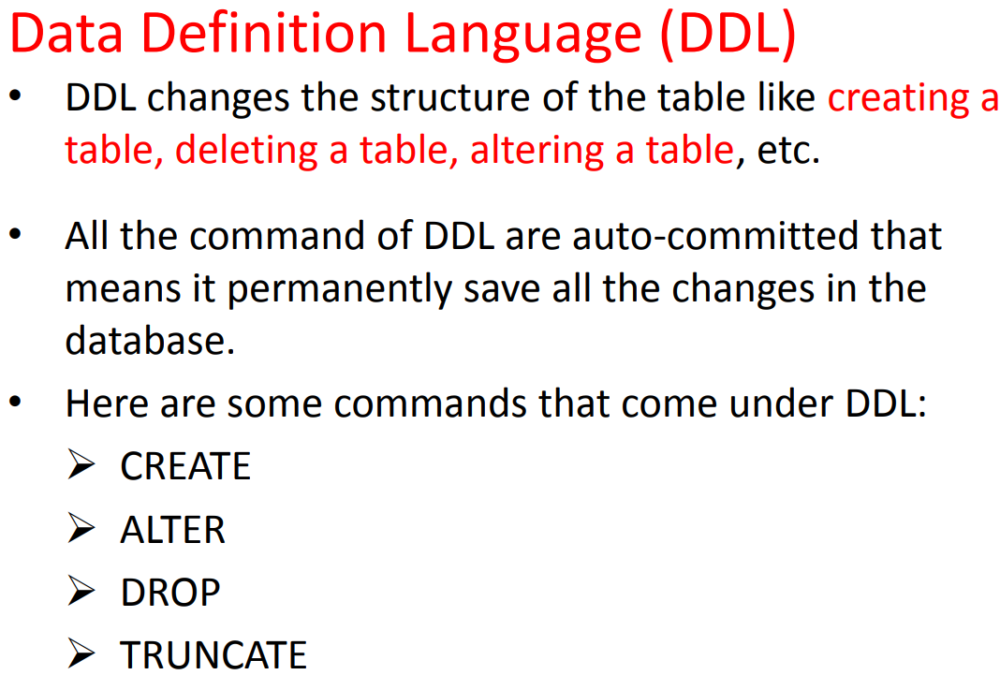 Data Definition Language (DDL)
• DDL changes the structure of the table like creating a
table, deleting a table, altering a table, etc.
• All the command of DDL are auto-committed that
means it permanently save all the changes in the
database.
• Here are some commands that come under DDL:
➢ CREATE
➢ ALTER
➢ DROP
➢ TRUNCATE